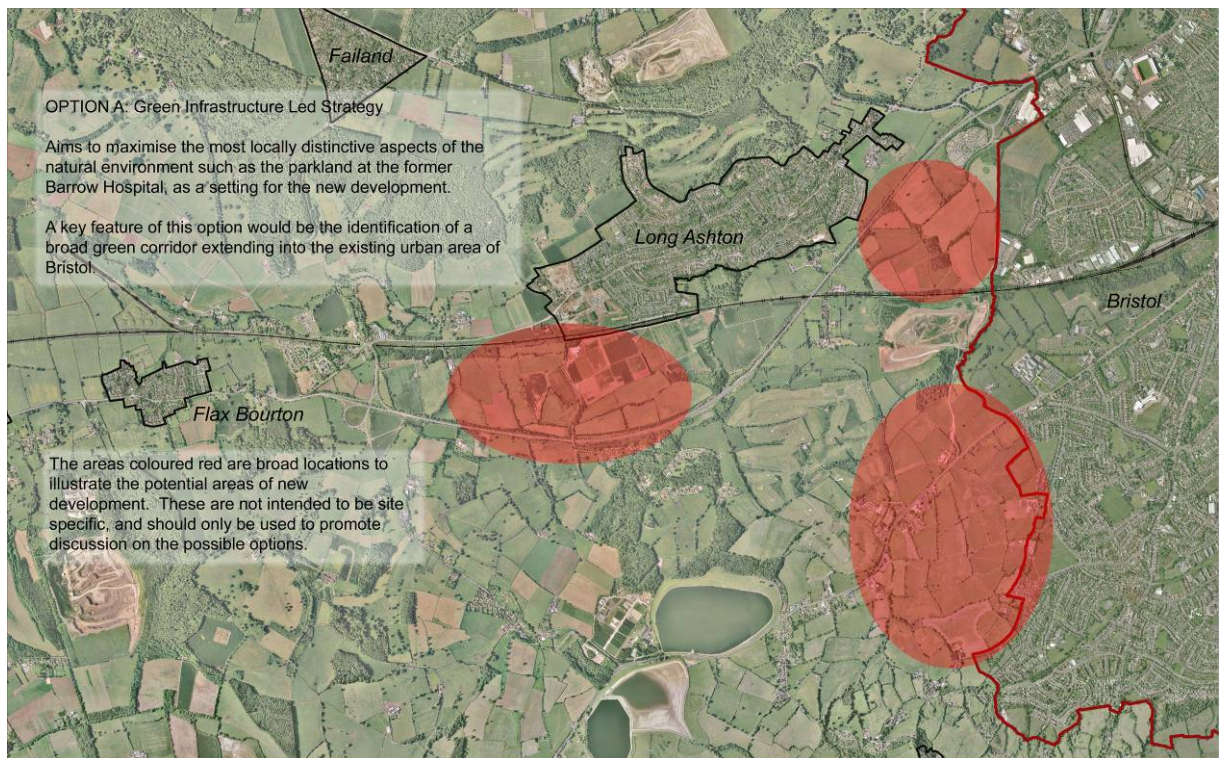 Failand
OPTION A: Green Infrastructure Led Strategy
Aims to maximise the most locally distinctive aspects of the
natural environment such as the parkland at the former
Barrow Hospital, as a setting for the new development.
A key feature of this option would be the identification of a
broad green corridor extending into the existing urban area of
Bristol.
Long Ashton
Bristol
Flax Bourton
The areas coloured red are broad locations to
illustrate the potential areas of new
development. These are not intended to be site
specific, and should only be used to promote
discussion on the possible options.